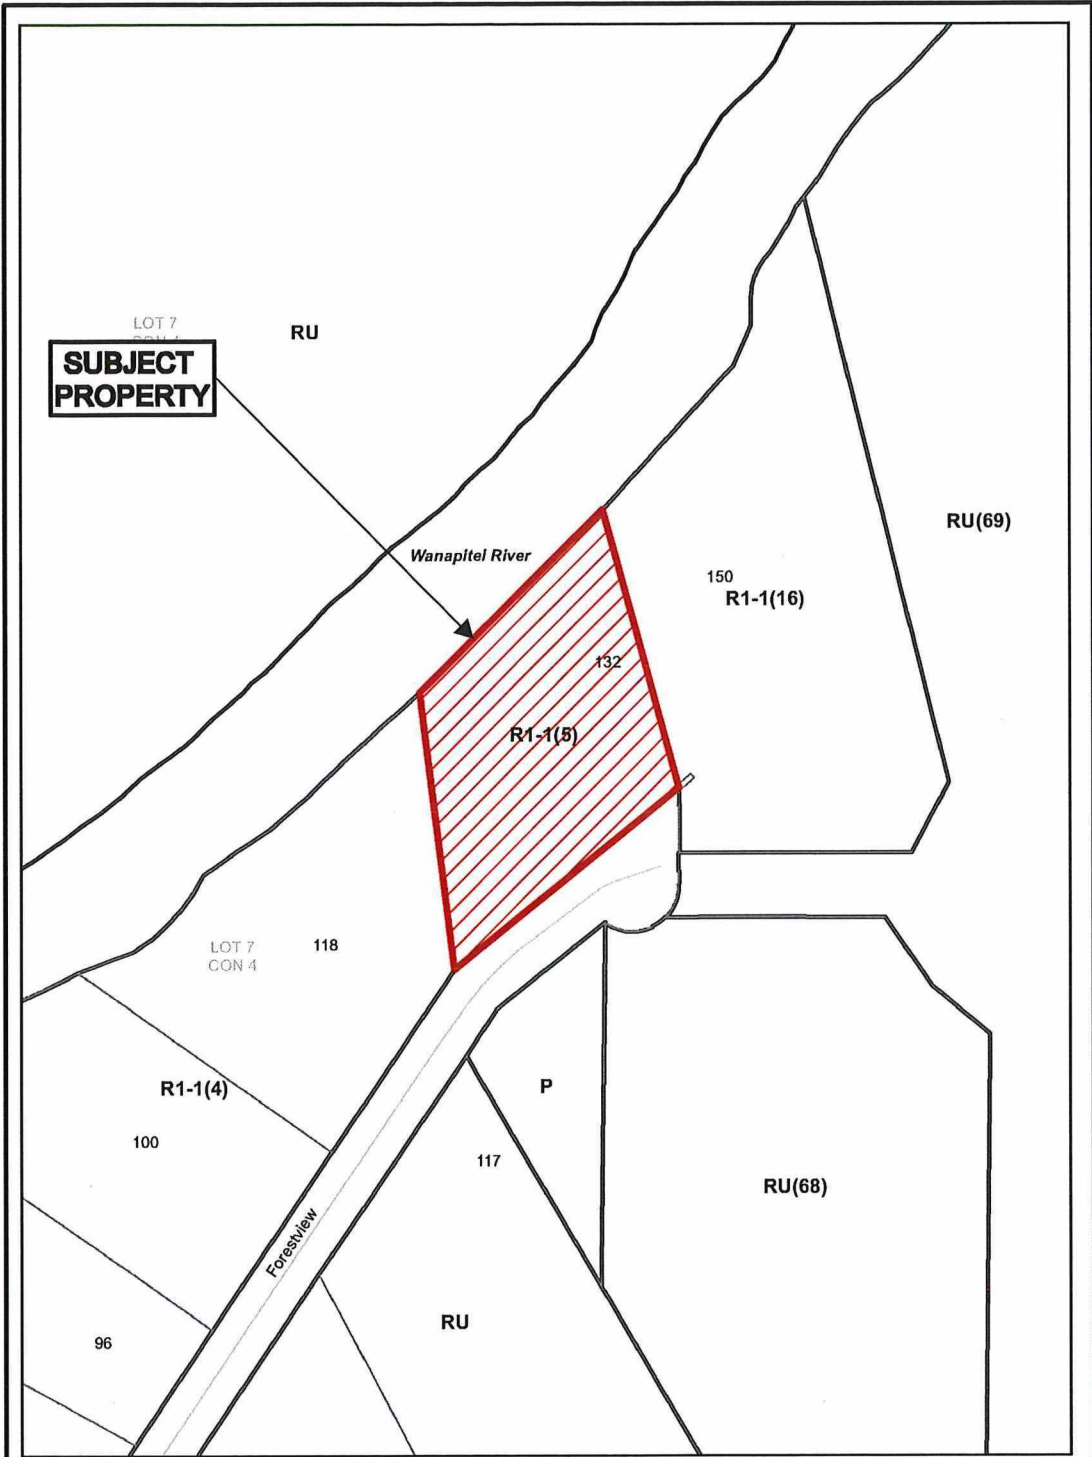 LOT 7
RU
SUBJECT
PROPERTY
RU(69)
Wanapitei River
150
R1-1(16)
132
R1-1(5)
LOT 7
CON 4
118
R1-1(4)
100
P
117
RU(68)
Forestview
RU
96